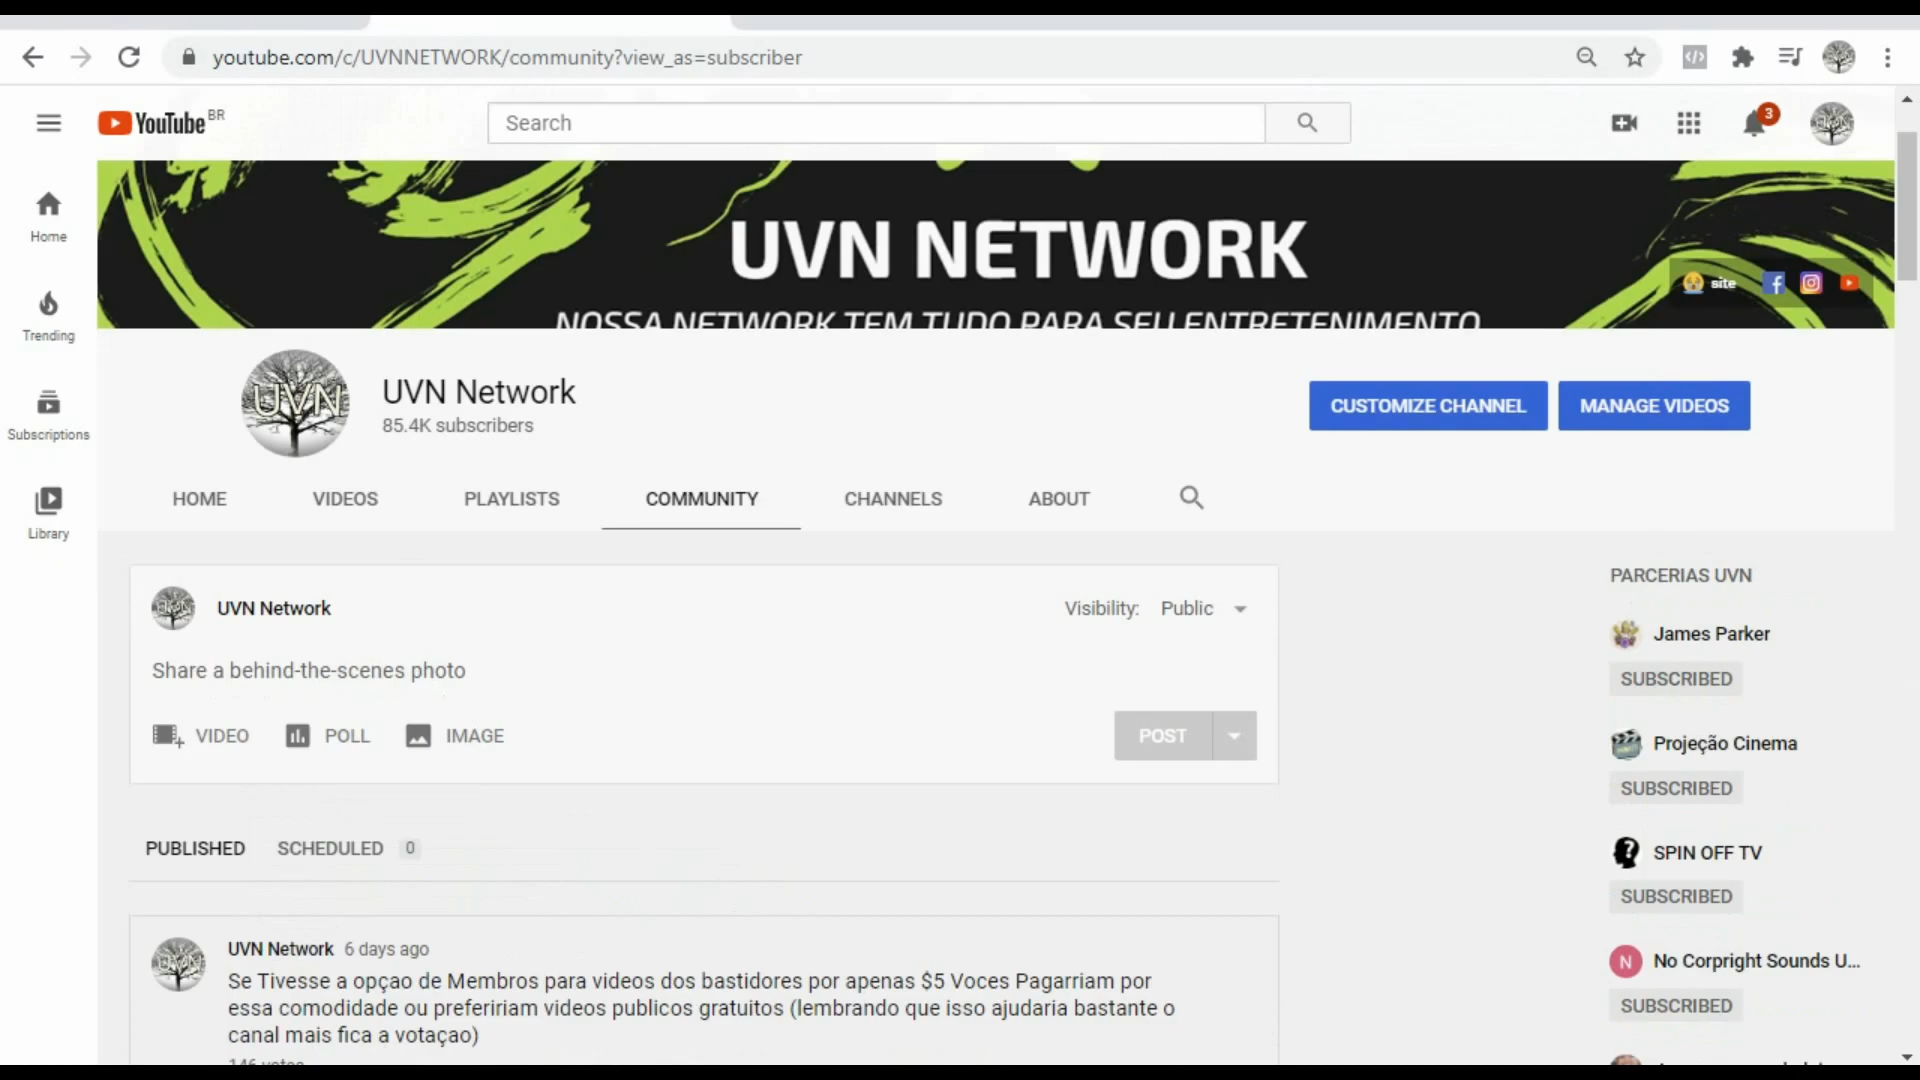 youtube.com/c/UVNNETWORK/community?view_as=subscriber
YouTube BR
Search
3
Home
Trending
Subscriptions
Library
UVN NETWORK
NOSSA NETWORK TEM TUDO PARA SEU ENTRETENIMENTO
site
UVN
UVN Network
85.4K subscribers
CUSTOMIZE CHANNEL
MANAGE VIDEOS
HOME
VIDEOS
PLAYLISTS
COMMUNITY
CHANNELS
ABOUT
UVN Network
Visibility: Public
Share a behind-the-scenes photo
VIDEO
POLL
IMAGE
POST
PUBLISHED
SCHEDULED 0
UVN Network 6 days ago
Se Tivesse a opçao de Membros para videos dos bastidores por apenas $5 Voces Pagarriam por
essa comodidade ou prefeririam videos publicos gratuitos (lembrando que isso ajudaria bastante o
canal mais fica a votaçao)
146 votes
PARCERIAS UVN
James Parker
SUBSCRIBED
Projeção Cinema
SUBSCRIBED
SPIN OFF TV
SUBSCRIBED
N
No Corpright Sounds U...
SUBSCRIBED